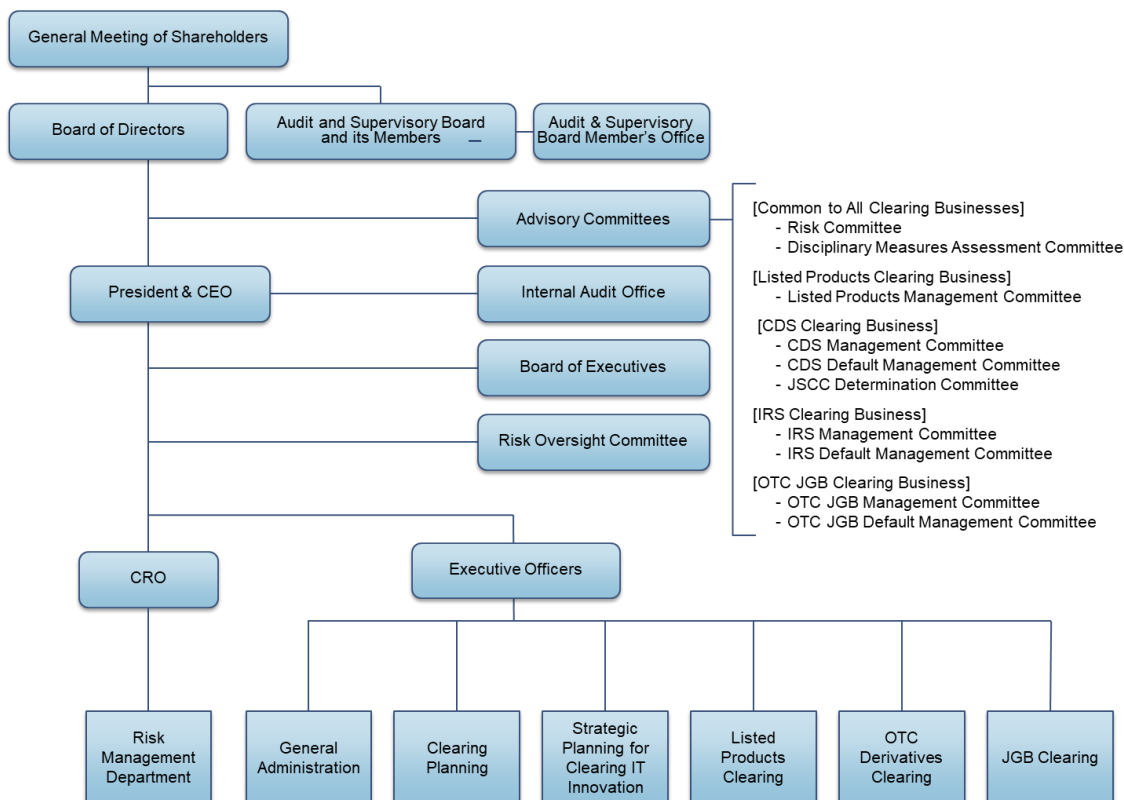 General Meeting of Shareholders
Board of Directors
Audit and Supervisory Board
and its Members
Audit & Supervisory
Board Member's Office
Advisory Committees
[Common to All Clearing Businesses]
- Risk Committee
- Disciplinary Measures Assessment Committee
[Listed Products Clearing Business]
- Listed Products Management Committee
[CDS Clearing Business]
- CDS Management Committee
- CDS Default Management Committee
- JSCC Determination Committee
[IRS Clearing Business]
- IRS Management Committee
- IRS Default Management Committee
[OTC JGB Clearing Business]
- OTC JGB Management Committee
- OTC JGB Default Management Committee
President & CEO
Internal Audit Office
Board of Executives
Risk Oversight Committee
CRO
Executive Officers
Risk
Management
Department
General
Administration
Clearing
Planning
Strategic
Planning for
Clearing IT
Innovation
Listed
Products
Clearing
OTC
Derivatives
Clearing
JGB Clearing